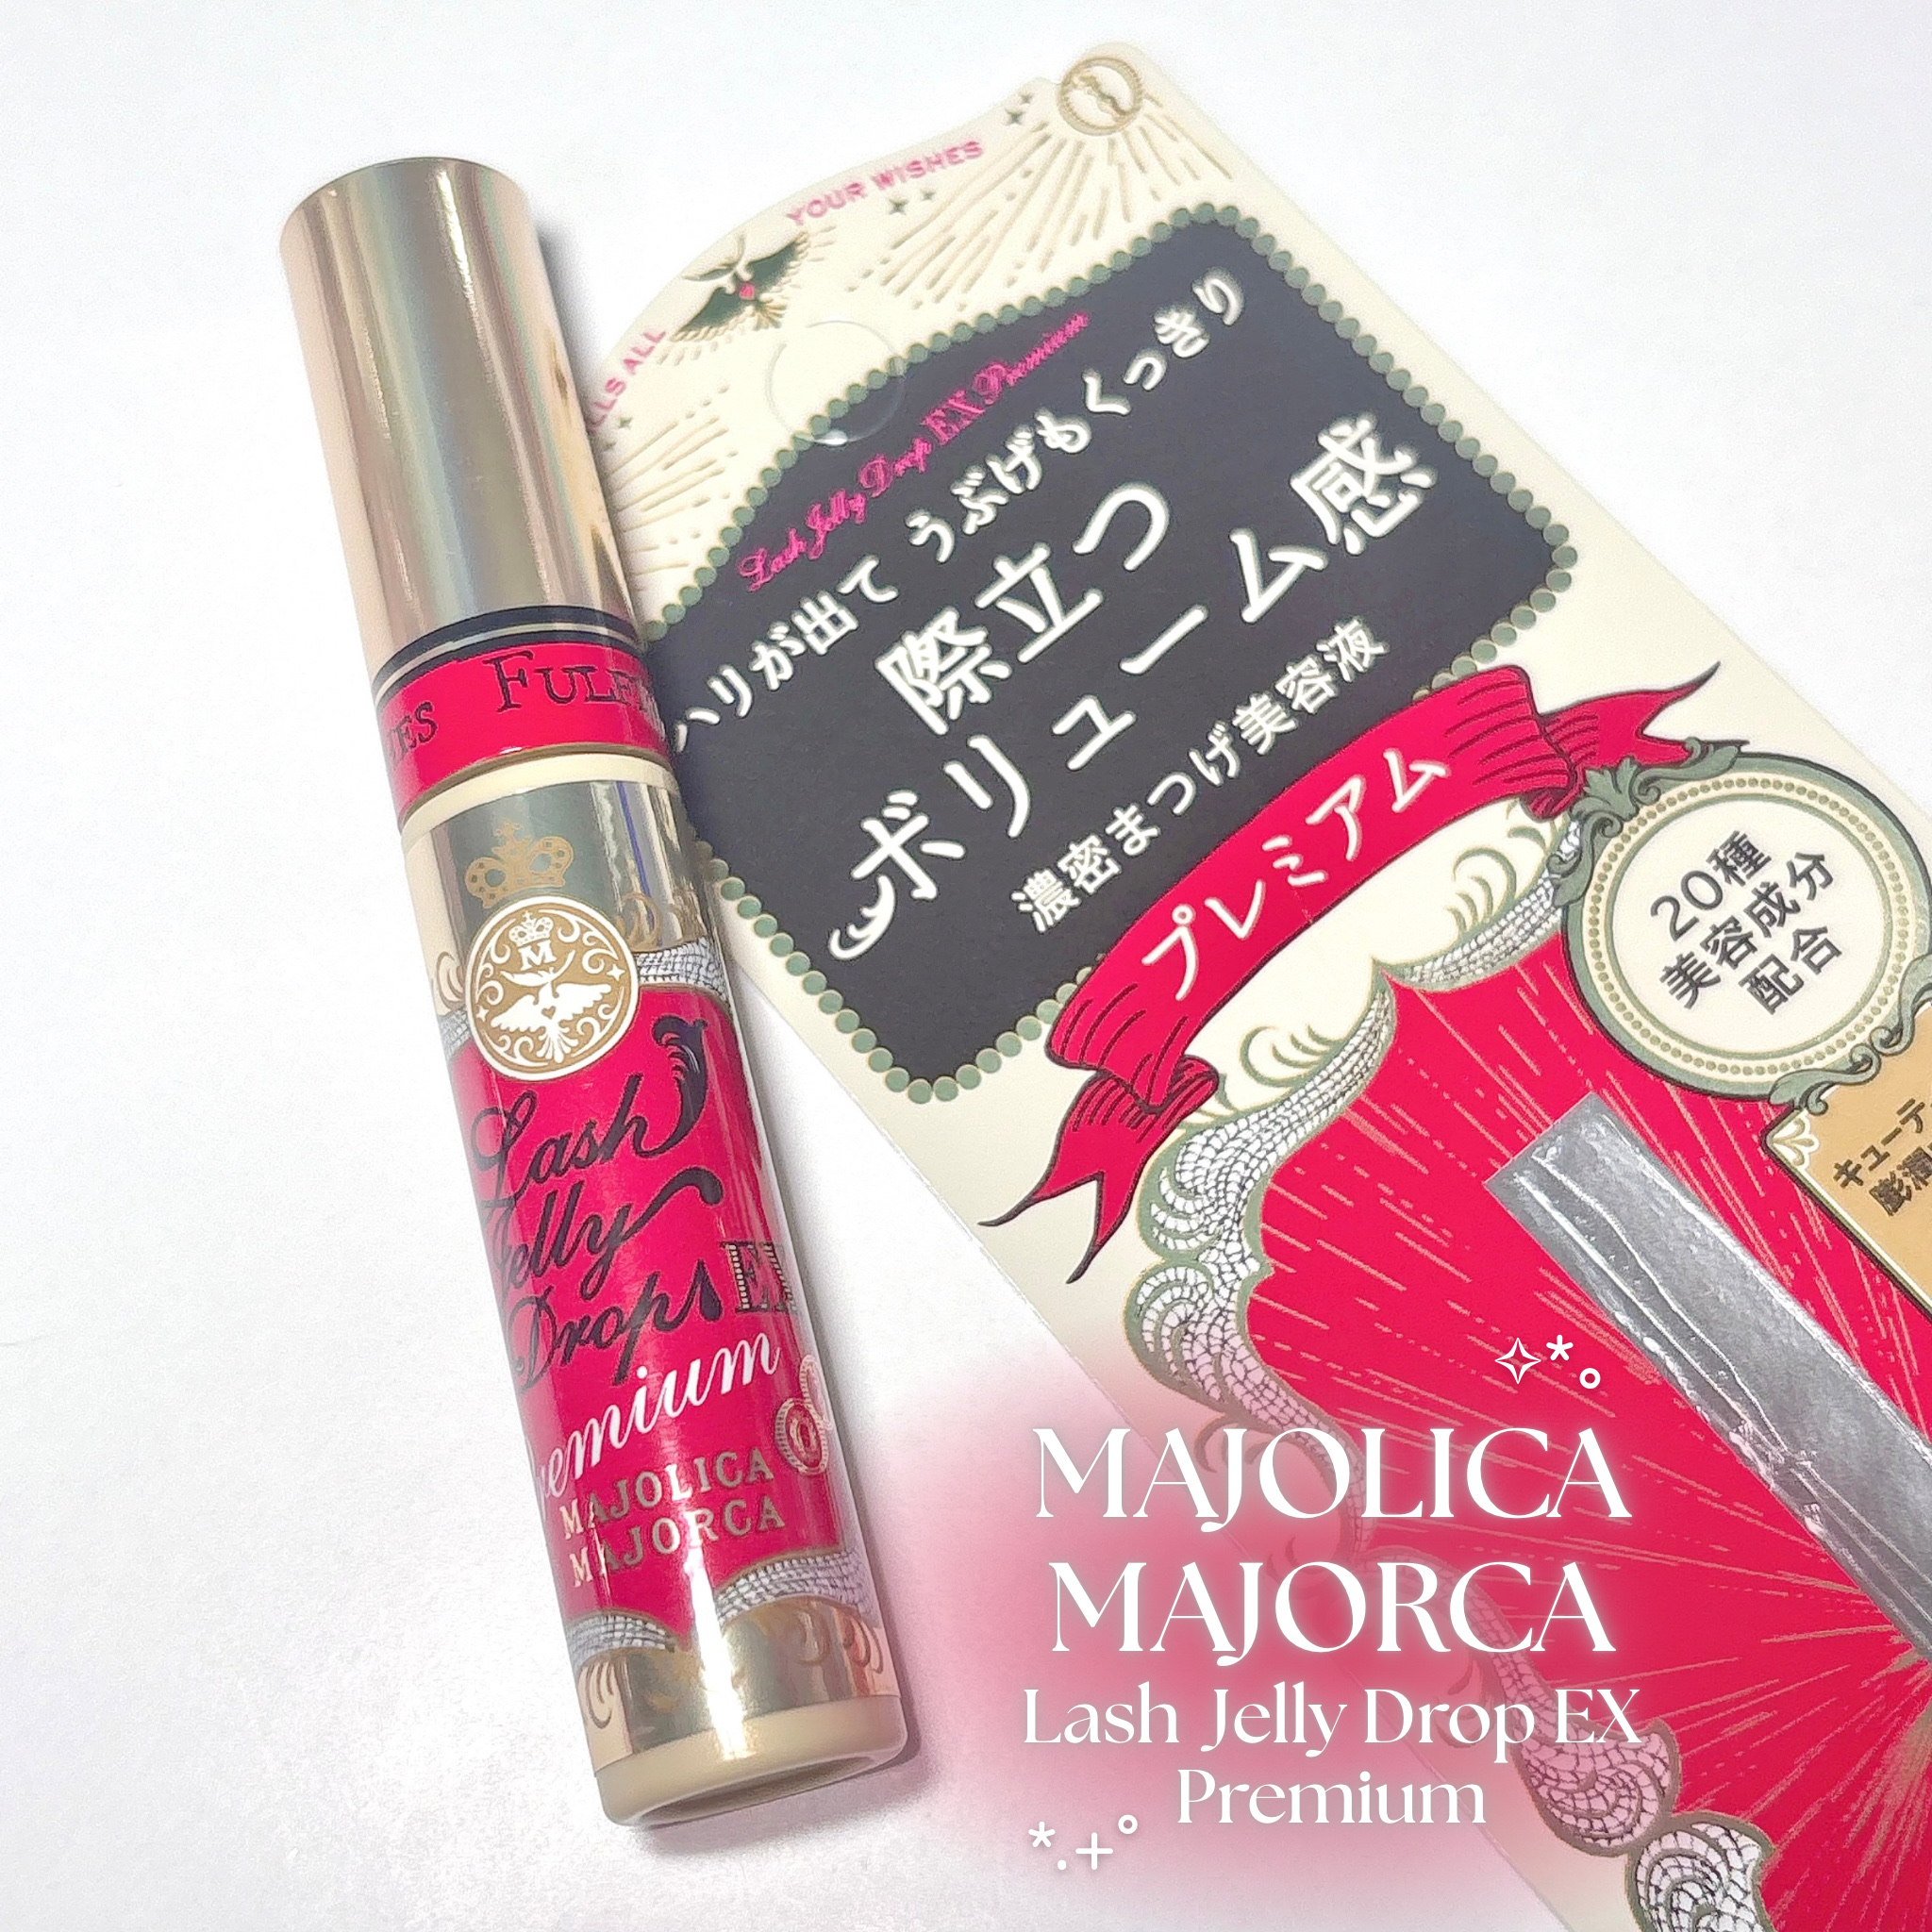 YOUR WISHES
Lash Jelly Drop EX Premium
ハリが出て うぶげもくっきり
際立つ
ボリューム感
濃密まつげ美容液
プレミアム
20種
美容成分
配合
M
Lash
Jelly
Drops EX
Premium
MAJOLICA
MAJORCA
MAJOLICA
MAJORCA
Lash Jelly Drop EX
Premium